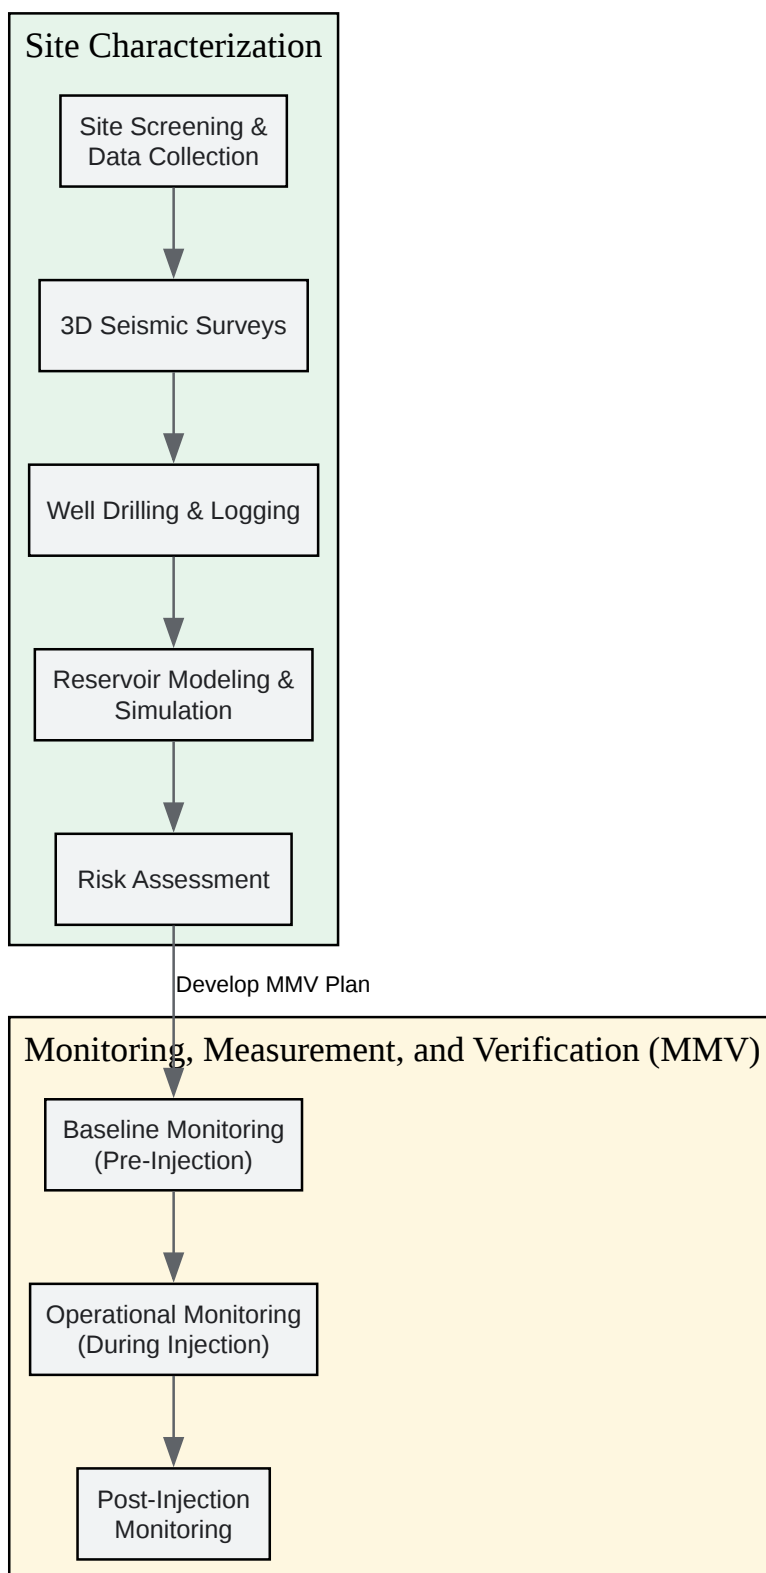 Site Characterization
Site Screening &
Data Collection
3D Seismic Surveys
Well Drilling & Logging
Reservoir Modeling &
Simulation
Risk Assessment
Develop MMV Plan
Monitoring, Measurement, and Verification (MMV)
Baseline Monitoring
(Pre-Injection)
Operational Monitoring
(During Injection)
Post-Injection
Monitoring